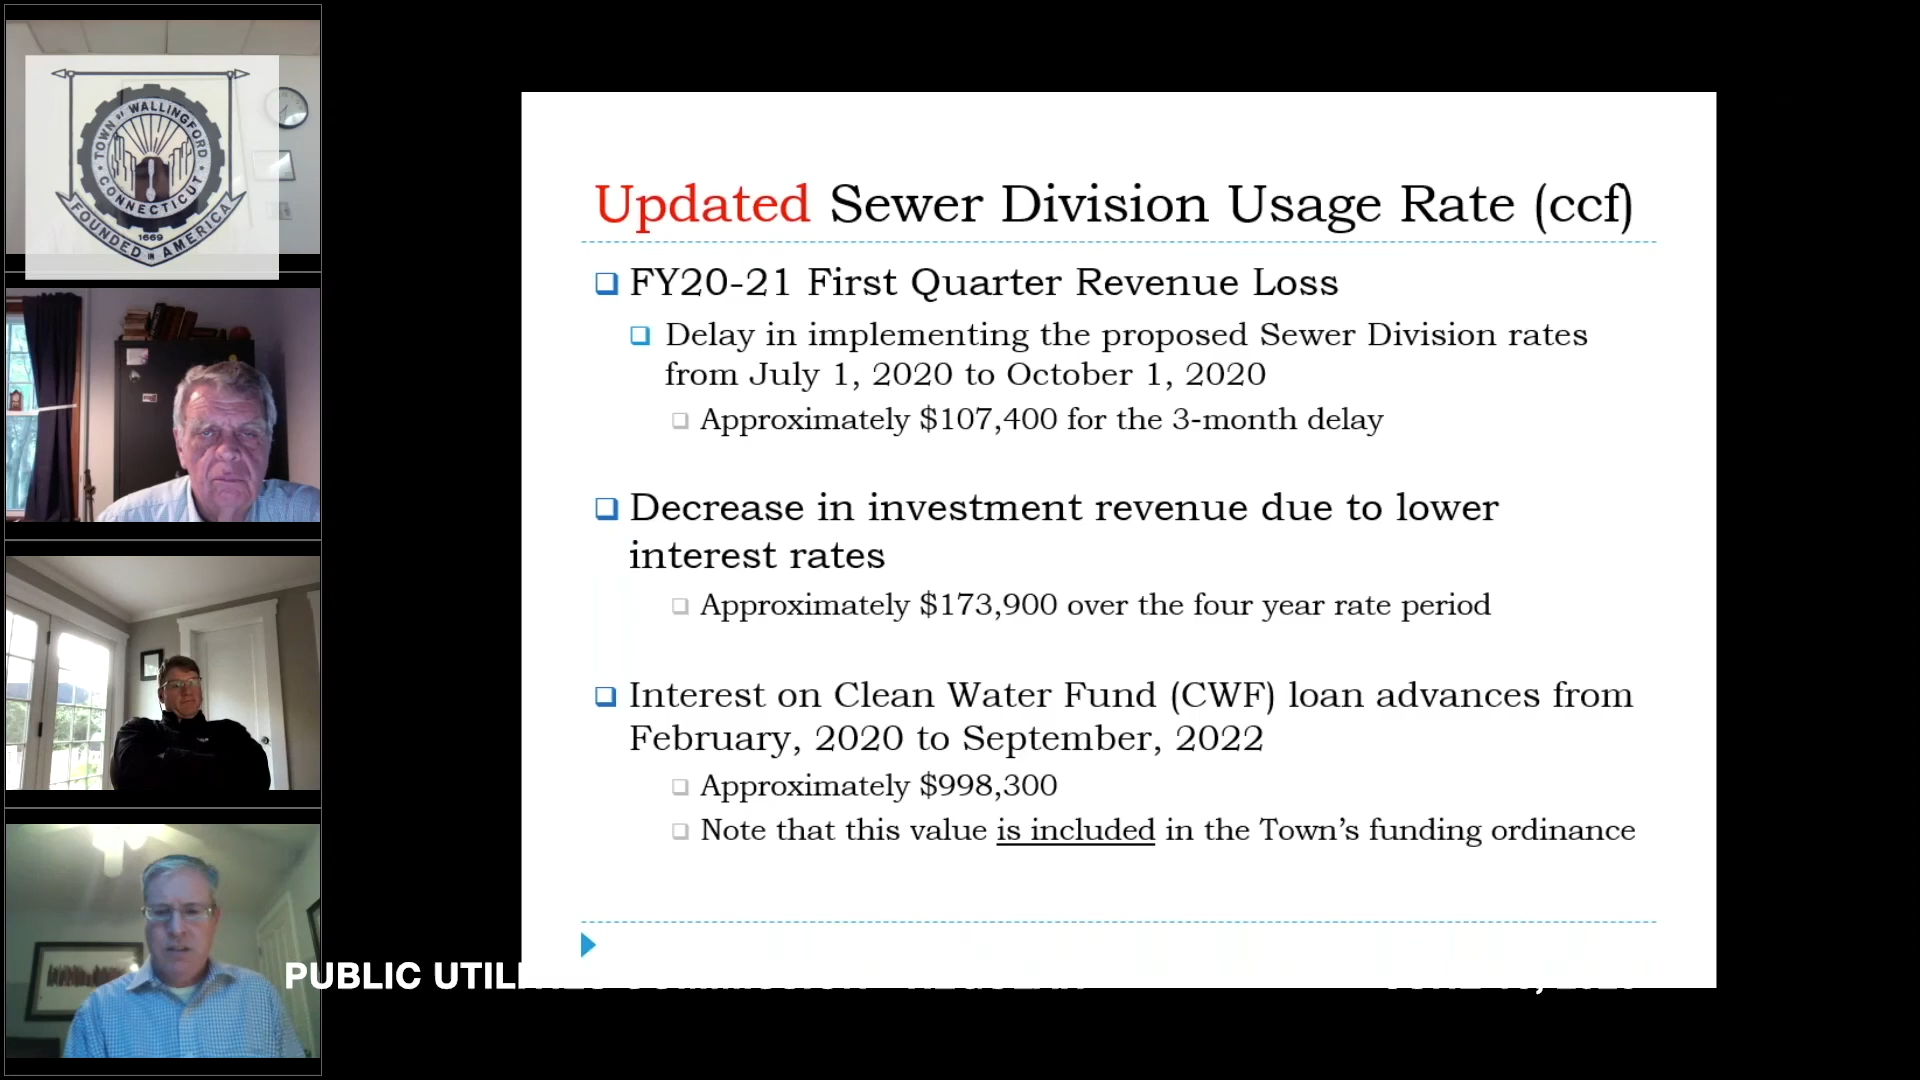 TOWN OF WALLINGFORD
CONNECTICUT
1669
FOUNDED IN AMERICA
Updated Sewer Division Usage Rate (ccf)
FY20-21 First Quarter Revenue Loss
Delay in implementing the proposed Sewer Division rates
from July 1, 2020 to October 1, 2020
Approximately $107,400 for the 3-month delay
Decrease in investment revenue due to lower
interest rates
Approximately $173,900 over the four year rate period
Interest on Clean Water Fund (CWF) loan advances from
February, 2020 to September, 2022
Approximately $998,300
Note that this value is included in the Town's funding ordinance
PUBLIC